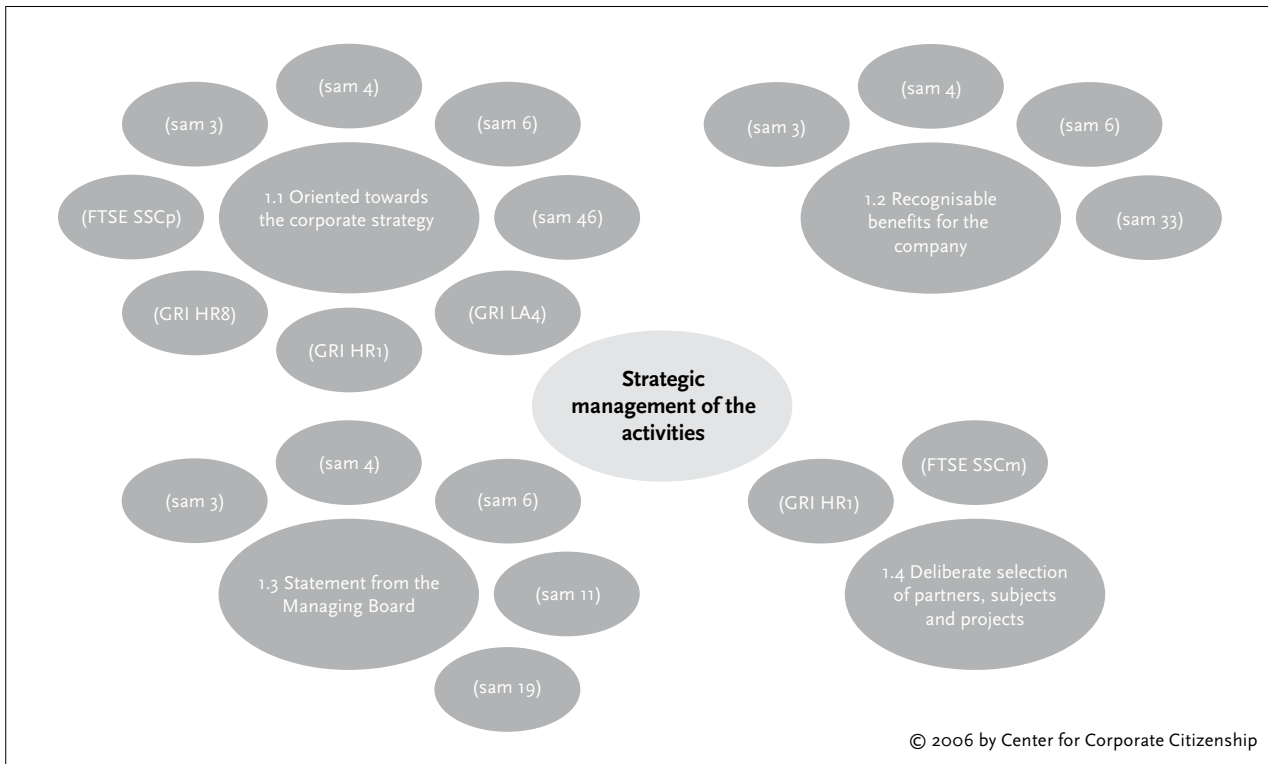 (sam 4)
(sam 3)
(sam 6)
1.1 Oriented towards
the corporate strategy
(FTSE SSCp)
(sam 46)
(GRI HR8)
(GRI LA4)
(GRI HR1)
(sam 4)
(sam 3)
(sam 6)
1.2 Recognisable
benefits for the
company
(sam 33)
Strategic
management of the
activities
(sam 4)
(sam 3)
(sam 6)
1.3 Statement from the
Managing Board
(sam 11)
(sam 19)
(FTSE SSCm)
(GRI HR1)
1.4 Deliberate selection
of partners, subjects
and projects
© 2006 by Center for Corporate Citizenship